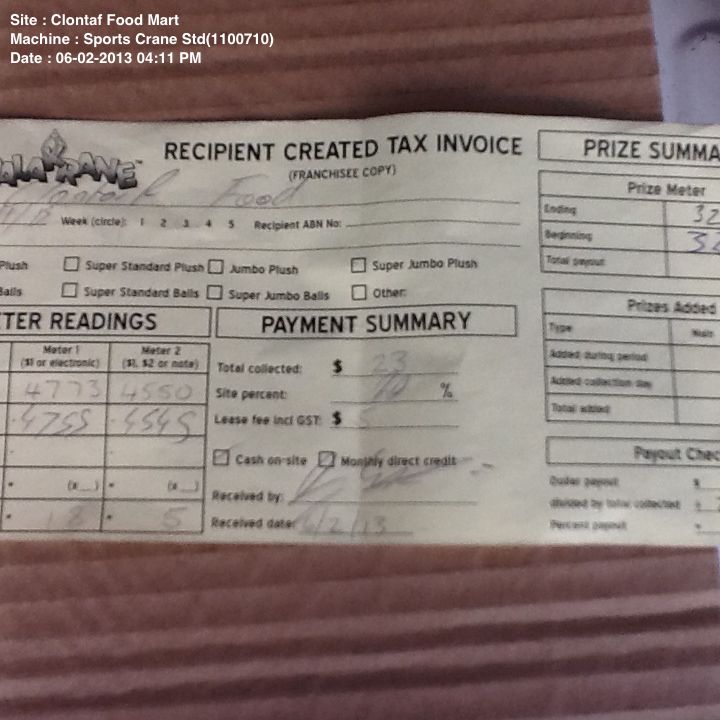 Site : Clontaf Food Mart
Machine : Sports Crane Std(1100710)
Date : 06-02-2013 04:11 PM
RECIPIENT CREATED TAX INVOICE
(FRANCHISEE COPY)
Food
Week (circle): 1 2 3 4 5 Recipient ABN No:
Plush Super Standard Plush Jumbo Plush Super Jumbo Plush
Balls Super Standard Balls Super Jumbo Balls Other:
TER READINGS
Meter 1 Meter 2
($1 or electronic) ($1, $2 or note)
4773 4550
4755 4545
(x__) (x__)
18 5
PAYMENT SUMMARY
Total collected: $ 23
Site percent: 20 %
Lease fee incl GST: $ 5
Cash on-site Monthly direct credit
Received by:
Received date: 6/2/13
PRIZE SUMMA
Prize Meter
Ending 32
Beginning 32
Total payout
Prizes Added
Type
Added during period
Added collection day
Total added
Payout Chec
Outer payout $
divided by total collected ÷
Percent payout